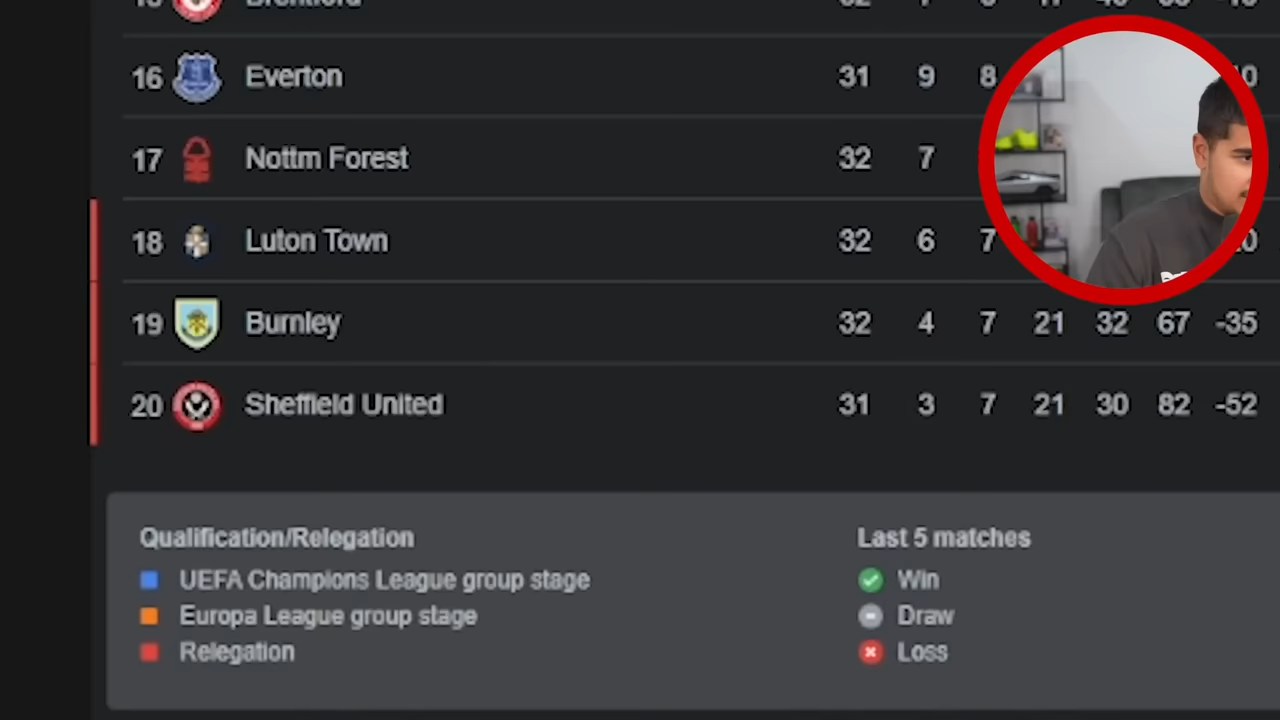 16 Everton 31 9 8
17 Nottm Forest 32 7
18 Luton Town 32 6 7
19 Burnley 32 4 7 21 32 67 -35
20 Sheffield United 31 3 7 21 30 82 -52
Qualification/Relegation Last 5 matches
UEFA Champions League group stage Win
Europa League group stage Draw
Relegation Loss